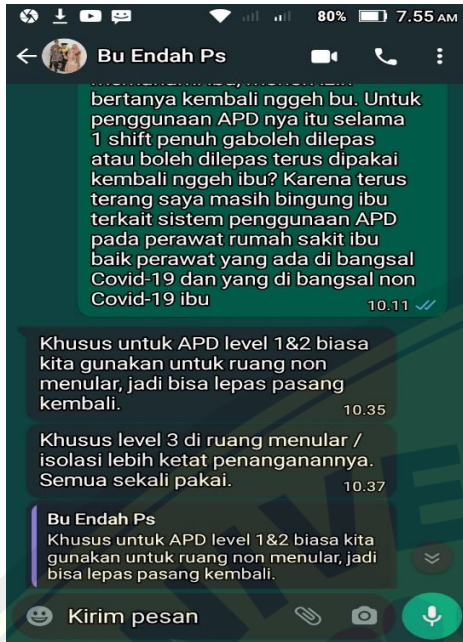 80% 7.55 AM
Bu Endah Ps
bertanya kembali nggeh bu. Untuk
penggunaan APD nya itu selama
1 shift penuh gaboleh dilepas
atau boleh dilepas terus dipakai
kembali nggeh ibu? Karena terus
terang saya masih bingung ibu
terkait sistem penggunaan APD
pada perawat rumah sakit ibu
baik perawat yang ada di bangsal
Covid-19 dan yang di bangsal non
Covid-19 ibu
10.11
Khusus untuk APD level 1&2 biasa
kita gunakan untuk ruang non
menular, jadi bisa lepas pasang
kembali.
10.35
Khusus level 3 di ruang menular /
isolasi lebih ketat penanganannya.
Semua sekali pakai.
10.37
Bu Endah Ps
Khusus untuk APD level 1&2 biasa kita
gunakan untuk ruang non menular, jadi
bisa lepas pasang kembali.
Kirim pesan